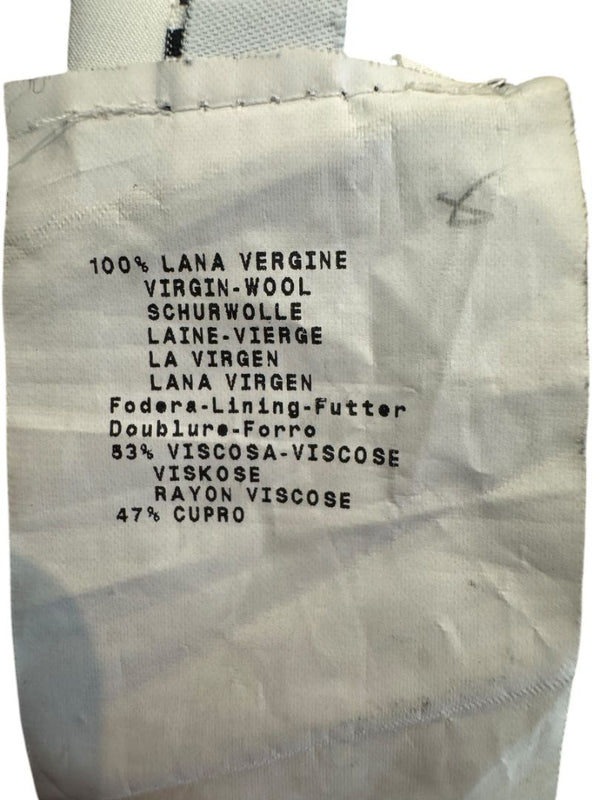 100% LANA VERGINE
VIRGIN-WOOL
SCHURWOLLE
LAINE-VIERGE
LA VIRGEN
LANA VIRGEN
Fodera-Lining-Futter
Doublure-Forro
53% VISCOSA-VISCOSE
VISKOSE
RAYON VISCOSE
47% CUPRO